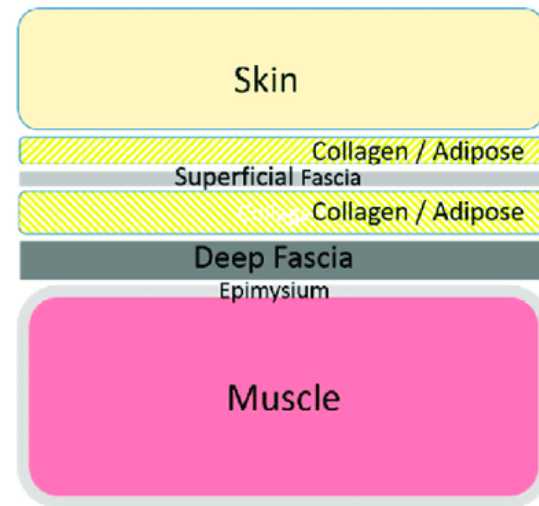 Skin
Collagen / Adipose
Superficial Fascia
Collagen / Adipose
Deep Fascia
Epimysium
Muscle